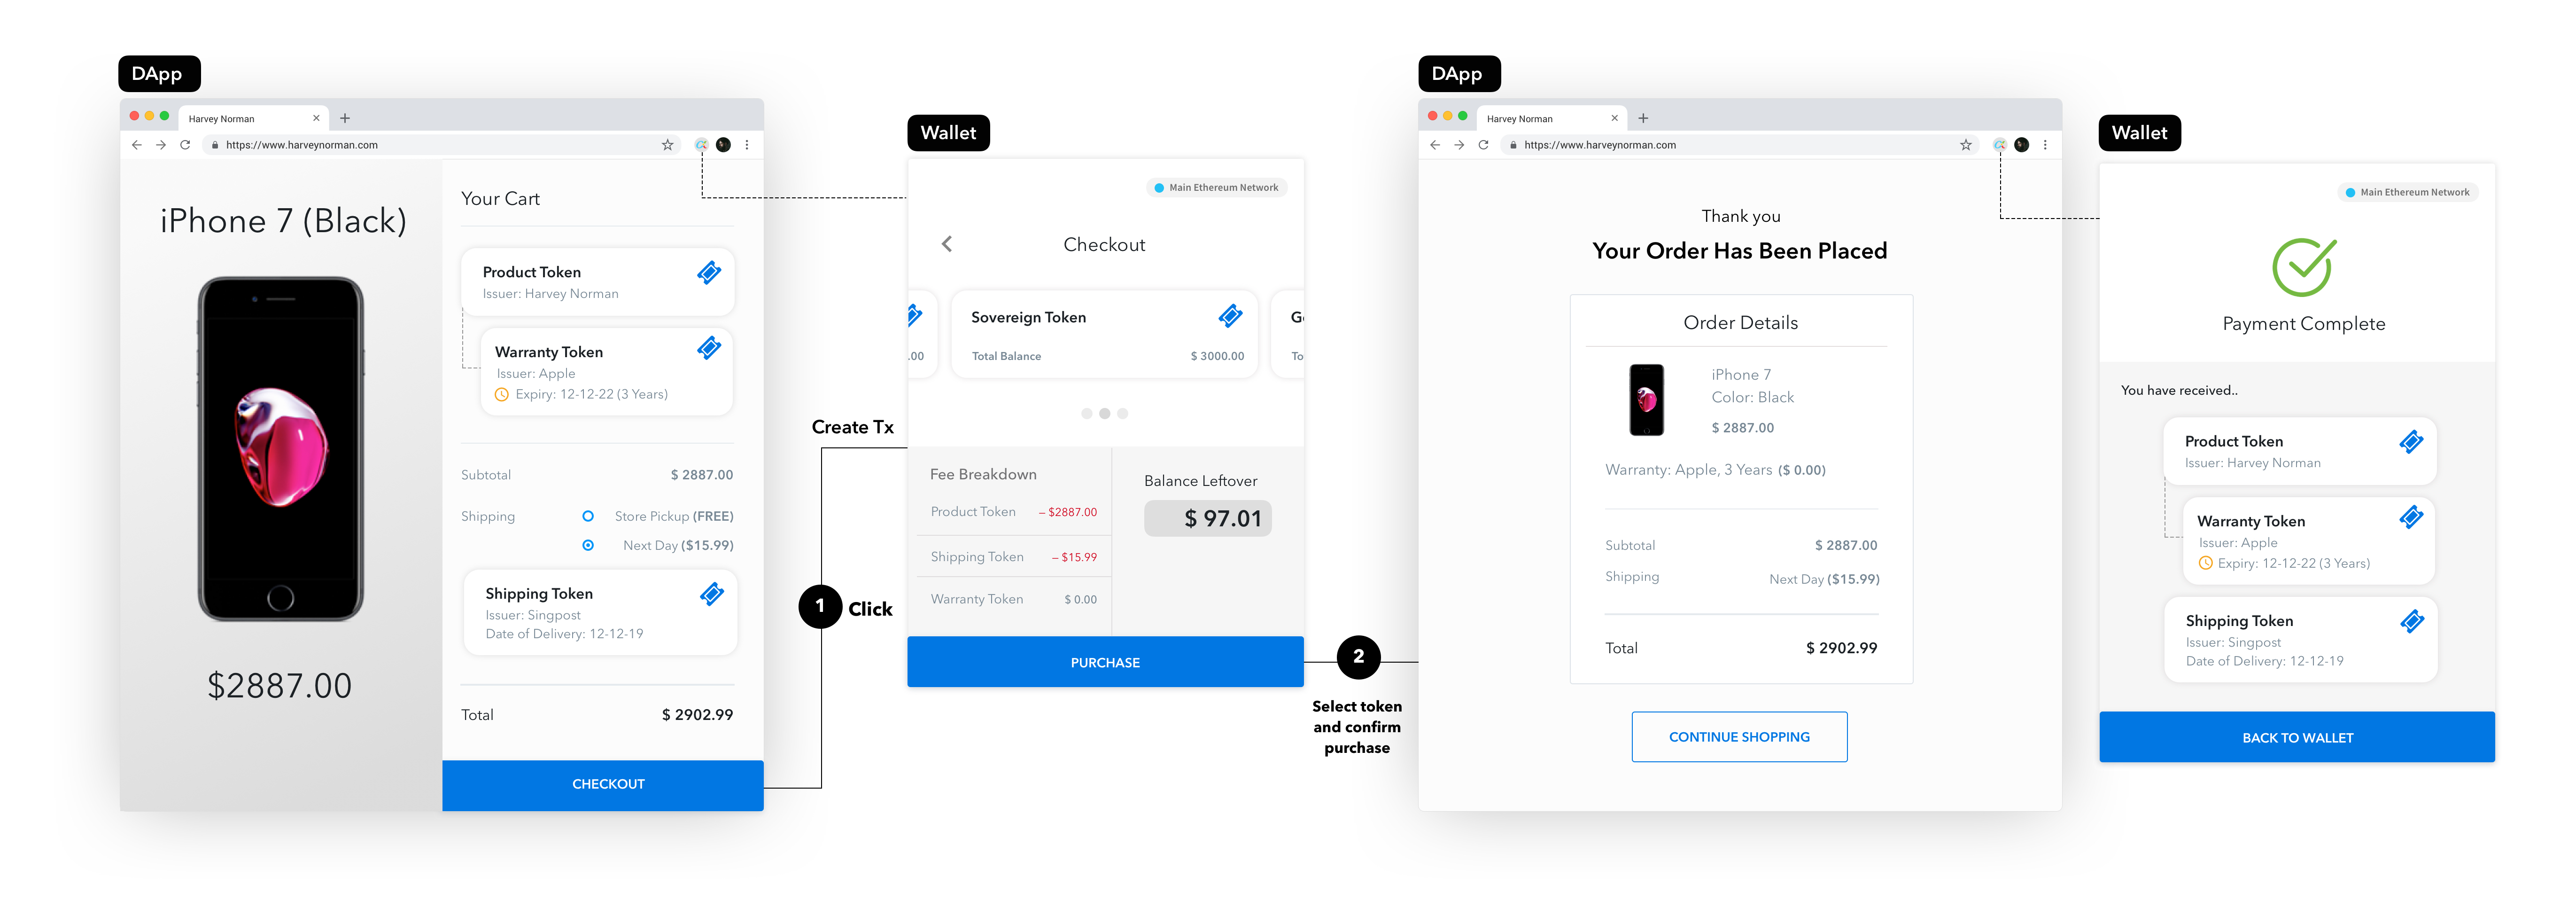 DApp
Harvey Norman
https://www.harveynorman.com
iPhone 7 (Black)
$2887.00
Your Cart
Product Token
Issuer: Harvey Norman
Warranty Token
Issuer: Apple
Expiry: 12-12-22 (3 Years)
Subtotal $ 2887.00
Shipping Store Pickup (FREE)
Next Day ($15.99)
Shipping Token
Issuer: Singpost
Date of Delivery: 12-12-19
Total $ 2902.99
CHECKOUT
1 Click
Create Tx
Wallet
Main Ethereum Network
Checkout
.00
Sovereign Token
Total Balance $ 3000.00
G
To
Fee Breakdown
Product Token – $2887.00
Shipping Token – $15.99
Warranty Token $ 0.00
Balance Leftover
$ 97.01
PURCHASE
2
Select token
and confirm
purchase
DApp
Harvey Norman
https://www.harveynorman.com
Thank you
Your Order Has Been Placed
Order Details
iPhone 7
Color: Black
$ 2887.00
Warranty: Apple, 3 Years ($ 0.00)
Subtotal $ 2887.00
Shipping Next Day ($15.99)
Total $ 2902.99
CONTINUE SHOPPING
Wallet
Main Ethereum Network
Payment Complete
You have received..
Product Token
Issuer: Harvey Norman
Warranty Token
Issuer: Apple
Expiry: 12-12-22 (3 Years)
Shipping Token
Issuer: Singpost
Date of Delivery: 12-12-19
BACK TO WALLET